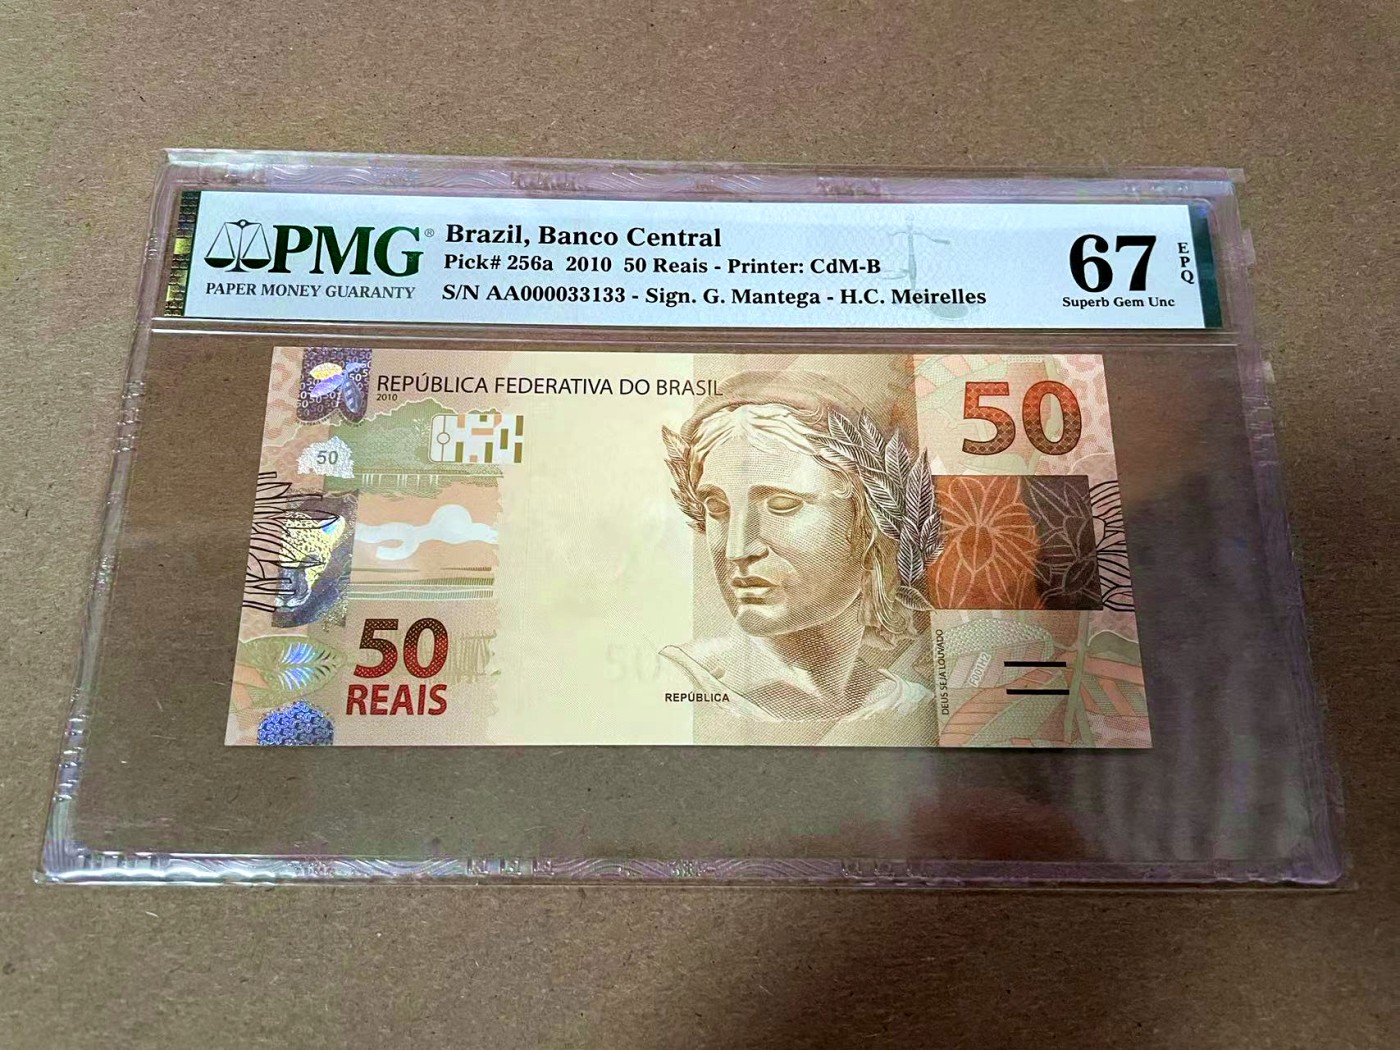 PMG®
PAPER MONEY GUARANTY
Brazil, Banco Central
Pick# 256a 2010 50 Reais - Printer: CdM-B
S/N AA000033133 - Sign. G. Mantega - H.C. Meirelles
67
EPQ
Superb Gem Unc
REPÚBLICA FEDERATIVA DO BRASIL
2010
50
50
50
REAIS
REPÚBLICA
DEUS SEJA LOUVADO